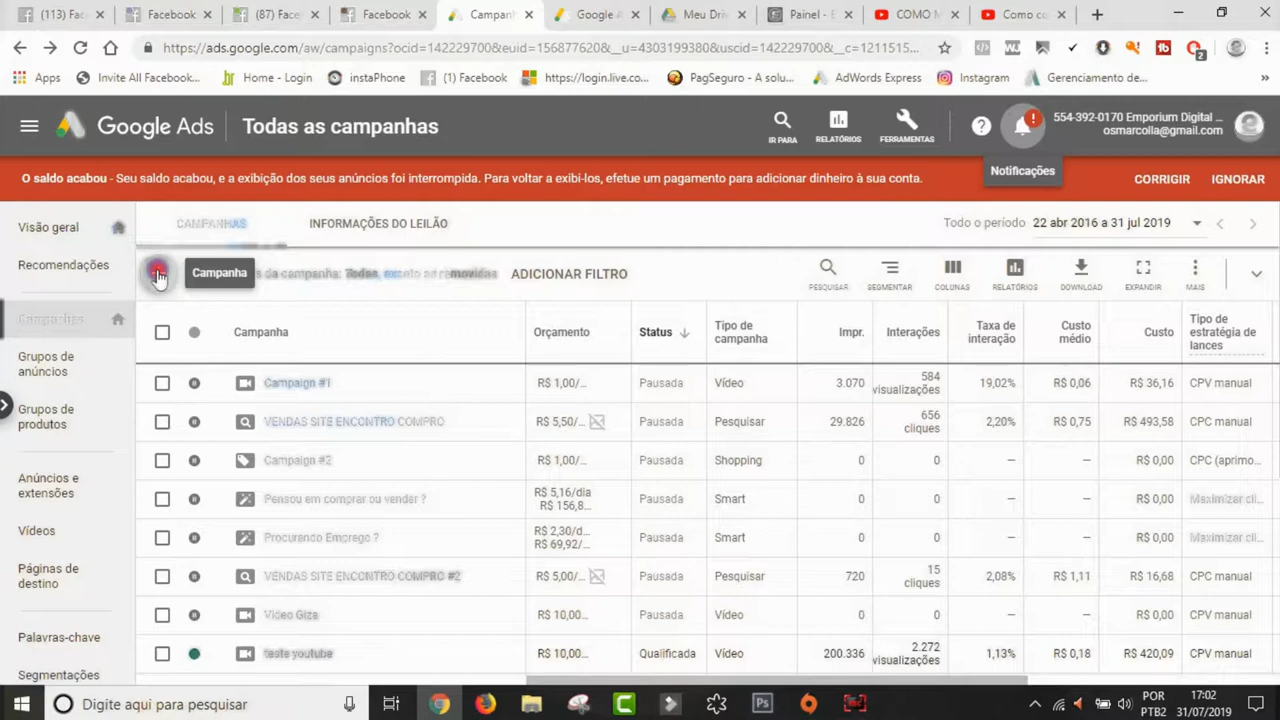 (113) Fac
Facebook
(87) Face
Facebook
Campanh
Google A
Meu Dri
Painel - E
COMO M
Como co
https://ads.google.com/aw/campaigns?ocid=142229700&euid=156877620&__u=4303199380&uscid=142229700&__c=1211515...
Apps
Invite All Facebook...
Home - Login
instaPhone
(1) Facebook
https://login.live.co...
PagSeguro - A solu...
AdWords Express
Instagram
Gerenciamento de...
Google Ads
Todas as campanhas
IR PARA
RELATÓRIOS
FERRAMENTAS
554-392-0170 Emporium Digital ...
osmarcolla@gmail.com
Notificações
O saldo acabou - Seu saldo acabou, e a exibição dos seus anúncios foi interrompida. Para voltar a exibi-los, efetue um pagamento para adicionar dinheiro à sua conta.
CORRIGIR
IGNORAR
Visão geral
Recomendações
Campanhas
Grupos de
anúncios
Grupos de
produtos
Anúncios e
extensões
Vídeos
Páginas de
destino
Palavras-chave
Segmentações
CAMPANHAS
INFORMAÇÕES DO LEILÃO
Todo o período
22 abr 2016 a 31 jul 2019
Campanha
da campanha: Todas, exceto as removidas
ADICIONAR FILTRO
PESQUISAR
SEGMENTAR
COLUNAS
RELATÓRIOS
DOWNLOAD
EXPANDIR
MAIS
Campanha
Orçamento
Status
Tipo de
campanha
Impr.
Interações
Taxa de
interação
Custo
médio
Custo
Tipo de
estratégia de
lances
Campaign #1
R$ 1,00/...
Pausada
Vídeo
3.070
584
visualizações
19,02%
R$ 0,06
R$ 36,16
CPV manual
VENDAS SITE ENCONTRO COMPRO
R$ 5,50/...
Pausada
Pesquisar
29.826
656
cliques
2,20%
R$ 0,75
R$ 493,58
CPC manual
Campaign #2
R$ 1,00/...
Pausada
Shopping
0
0
—
—
R$ 0,00
CPC (aprimo...
Pensou em comprar ou vender ?
R$ 5,16/dia
R$ 156,8...
Pausada
Smart
0
0
—
—
R$ 0,00
Maximizar cli...
Procurando Emprego ?
R$ 2,30/d...
R$ 69,92/...
Pausada
Smart
0
0
—
—
R$ 0,00
Maximizar cli...
VENDAS SITE ENCONTRO COMPRO #2
R$ 5,00/...
Pausada
Pesquisar
720
15
cliques
2,08%
R$ 1,11
R$ 16,68
CPC manual
Vídeo Giza
R$ 10,00...
Pausada
Vídeo
0
0
—
—
R$ 0,00
CPV manual
teste youtube
R$ 10,00...
Qualificada
Vídeo
200.336
2.272
visualizações
1,13%
R$ 0,18
R$ 420,09
CPV manual
Digite aqui para pesquisar
POR
PTB2
17:02
31/07/2019